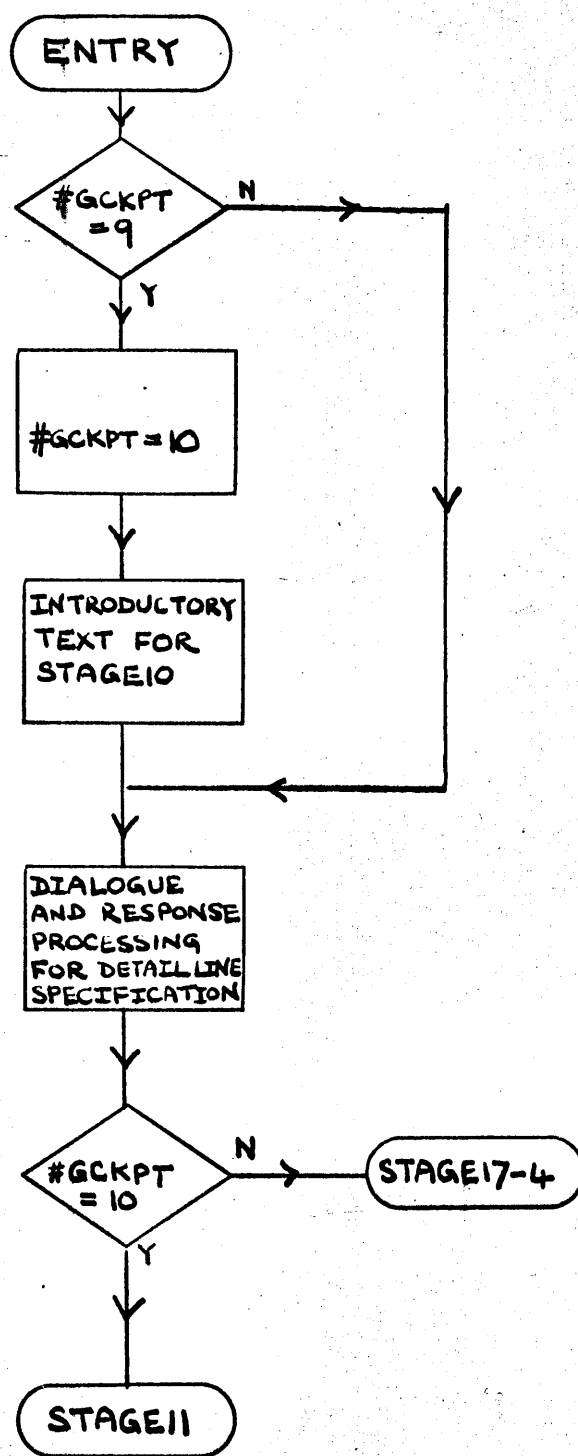 ENTRY
#GCKPT
=9
N
Y
#GCKPT=10
INTRODUCTORY
TEXT FOR
STAGE10
DIALOGUE
AND RESPONSE
PROCESSING
FOR DETAIL LINE
SPECIFICATION
#GCKPT
=10
N
STAGE17-4
Y
STAGE11